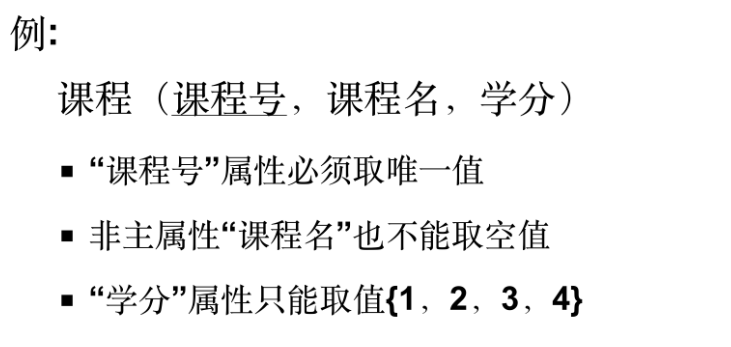 例:
课程（课程号，课程名，学分）
▪ “课程号”属性必须取唯一值
▪ 非主属性“课程名”也不能取空值
▪ “学分”属性只能取值{1，2，3，4}